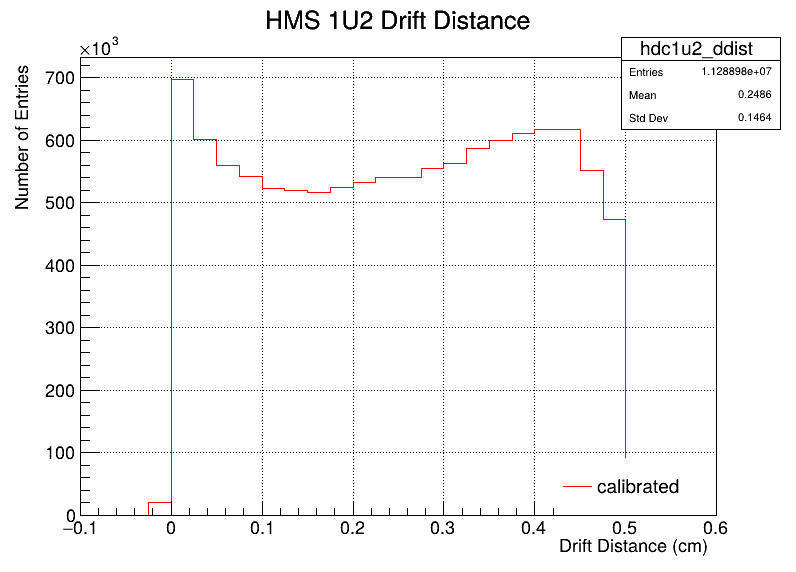 HMS 1U2 Drift Distance
×10³
hdc1u2_ddist
Entries 1.128898e+07
Mean 0.2486
Std Dev 0.1464
Number of Entries
700
600
500
400
300
200
100
0
−0.1 0 0.1 0.2 0.3 0.4 0.5 0.6
calibrated
Drift Distance (cm)